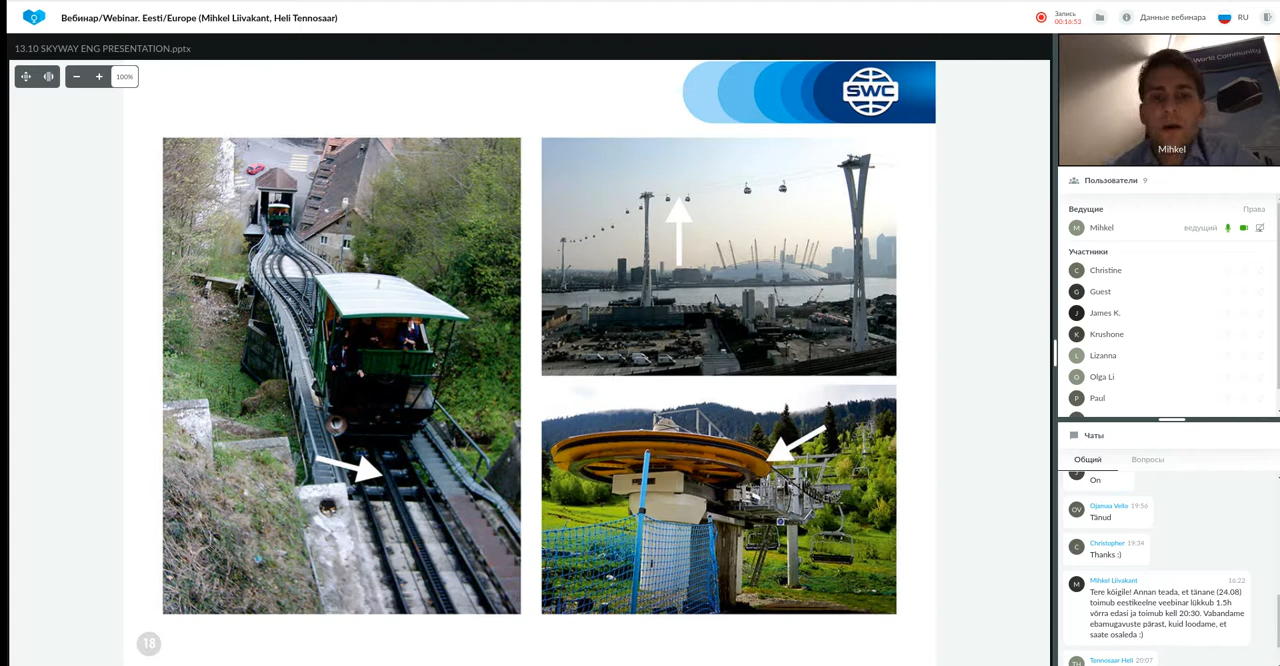 Вебинар/Webinar. Eesti/Europe (Mihkel Liivakant, Heli Tennosaar)
Запись
00:16:53
Данные вебинара
RU
13.10 SKYWAY ENG PRESENTATION.pptx
100%
SWC
18
World Community
Mihkel
Пользователи 9
Ведущие Права
M Mihkel ведущий
Участники
C Christine
G Guest
J James K.
K Krushone
L Lizanna
O Olga Li
P Paul
Чаты
Общий Вопросы
On
OV Ojamaa Vello 19:56
Tänud
C Christopher 19:34
Thanks :)
M Mihkel Liivakant 16:22
Tere kõigile! Annan teada, et tänane (24.08)
toimub eestikeelne veebinar lükkub 1.5h
võrra edasi ja toimub kell 20:30. Vabandame
ebamugavuste pärast, kuid loodame, et
saate osaleda :)
TH Tennosaar Heli 20:07